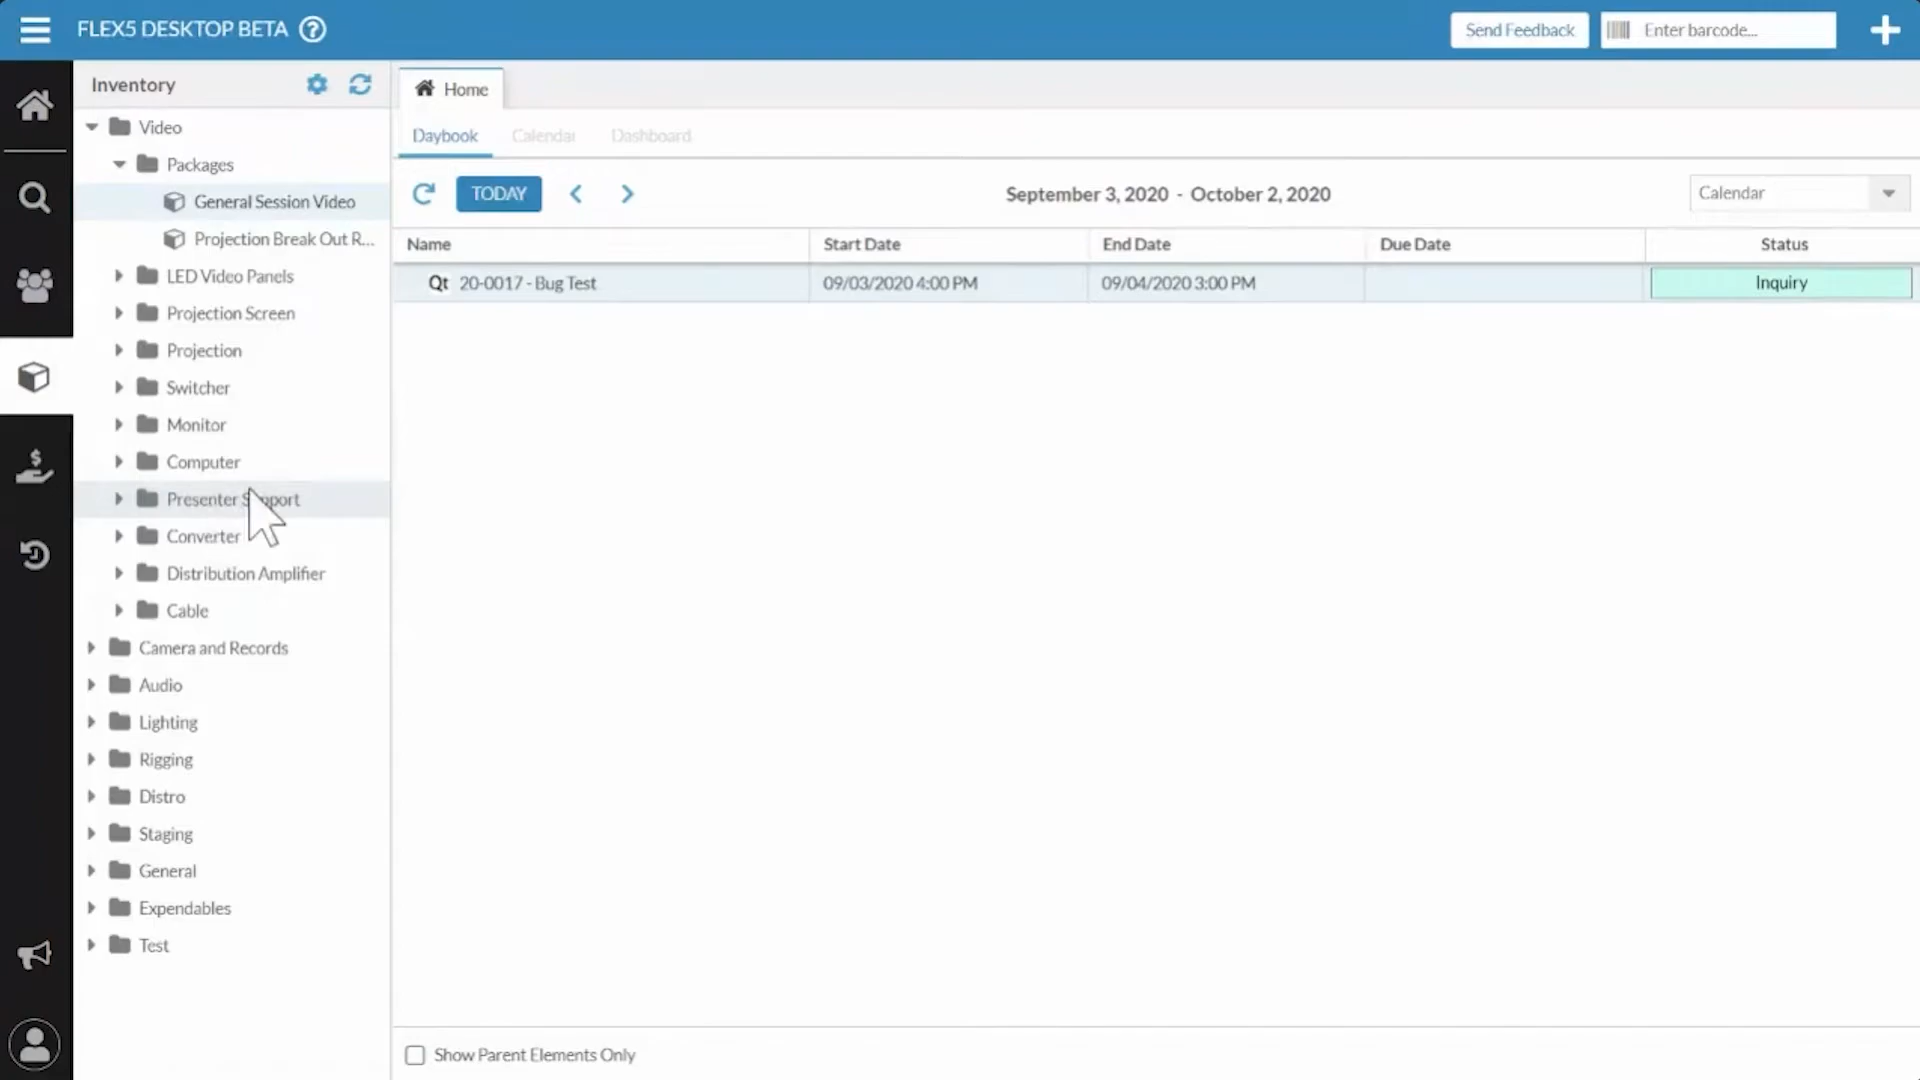 FLEX5 DESKTOP BETA
Send Feedback
Enter barcode...
Inventory
Video
Packages
General Session Video
Projection Break Out R...
LED Video Panels
Projection Screen
Projection
Switcher
Monitor
Computer
Presenter Support
Converter
Distribution Amplifier
Cable
Camera and Records
Audio
Lighting
Rigging
Distro
Staging
General
Expendables
Test
Home
Daybook Calendar Dashboard
TODAY
September 3, 2020 - October 2, 2020
Calendar
Name Start Date End Date Due Date Status
Qt 20-0017 - Bug Test 09/03/2020 4:00 PM 09/04/2020 3:00 PM Inquiry
Show Parent Elements Only